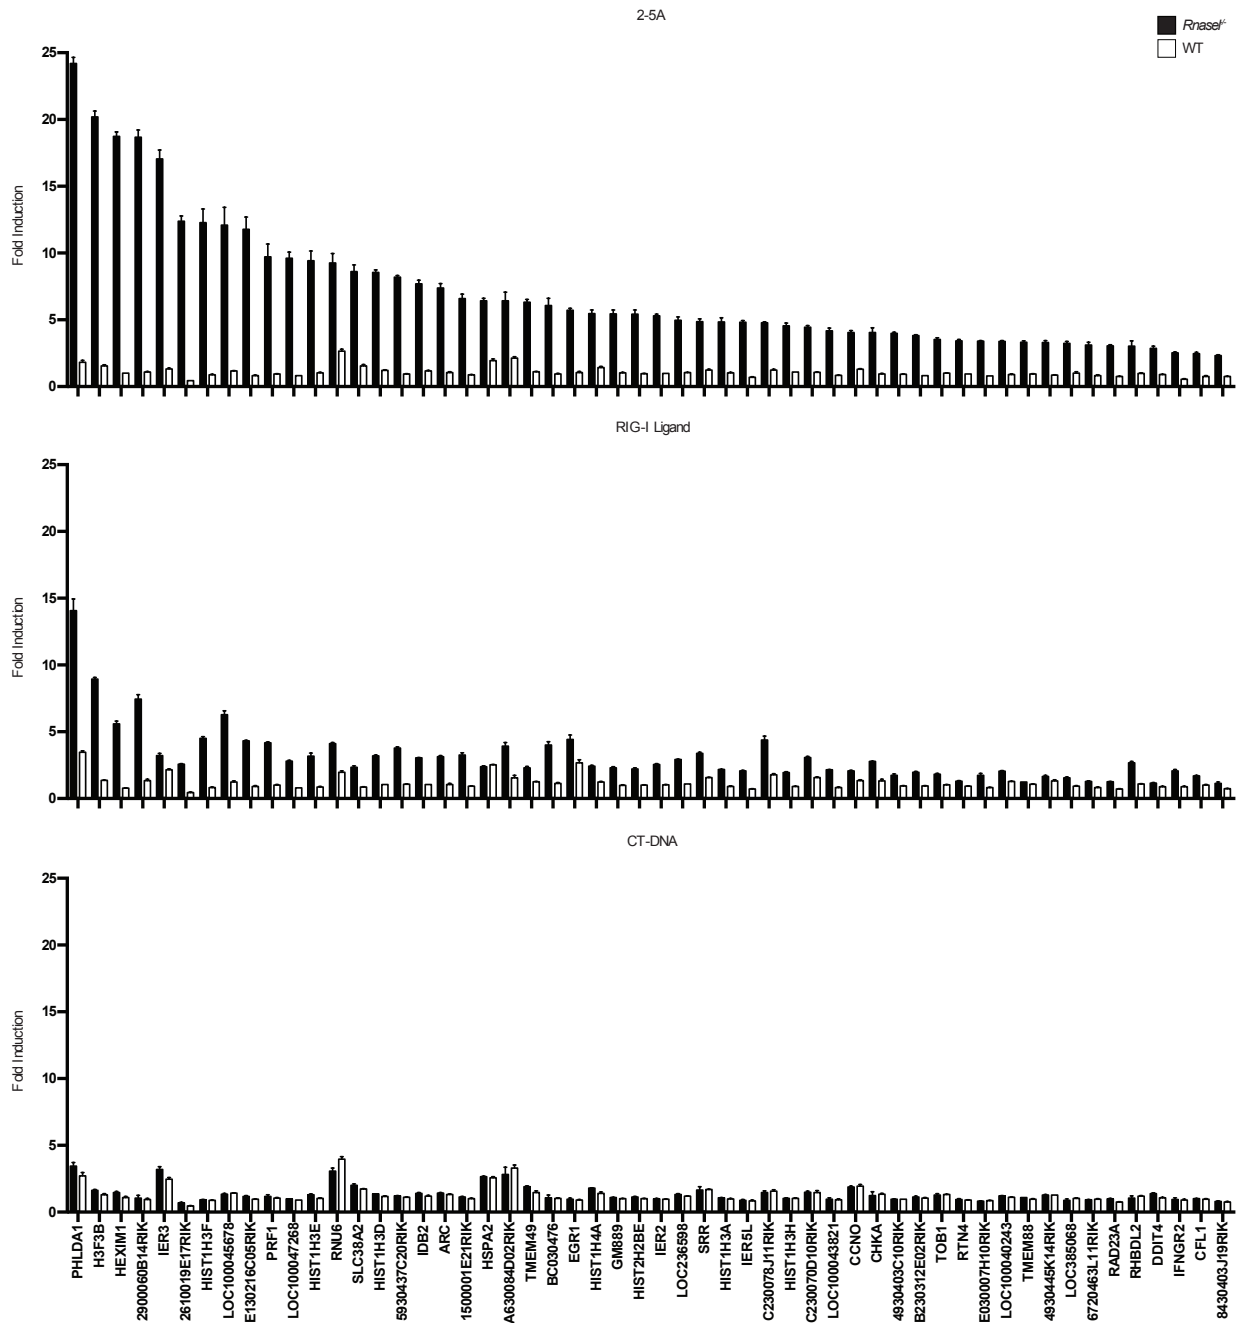 2-5A
Rnasel-/-
WT
25
20
15
10
5
0
Fold Induction
RIG-I Ligand
25
20
15
10
5
0
Fold Induction
CT-DNA
25
20
15
10
5
0
Fold Induction
PHLDA1
H3F3B
HEXIM1
2900060B14RIK
IER3
2610019E17RIK
HIST1H3F
LOC100045678
E130216C05RIK
PRF1
LOC100047268
HIST1H3E
RNU6
SLC38A2
HIST1H3D
5930437C20RIK
IDB2
ARC
1500001E21RIK
HSPA2
A630084D02RIK
TMEM49
BC030476
EGR1
HIST1H4A
GM889
HIST2H2BE
IER2
LOC236598
SRR
HIST1H3A
IER5L
C230078J11RIK
HIST1H3H
C230070D10RIK
LOC100043821
CCNO
CHKA
4930403C10RIK
B230312E02RIK
TOB1
RTN4
E030007H10RIK
LOC100040243
TMEM88
4930445K14RIK
LOC385068
6720463L11RIK
RAD23A
RHBDL2
DDIT4
IFNGR2
CFL1
8430403J19RIK